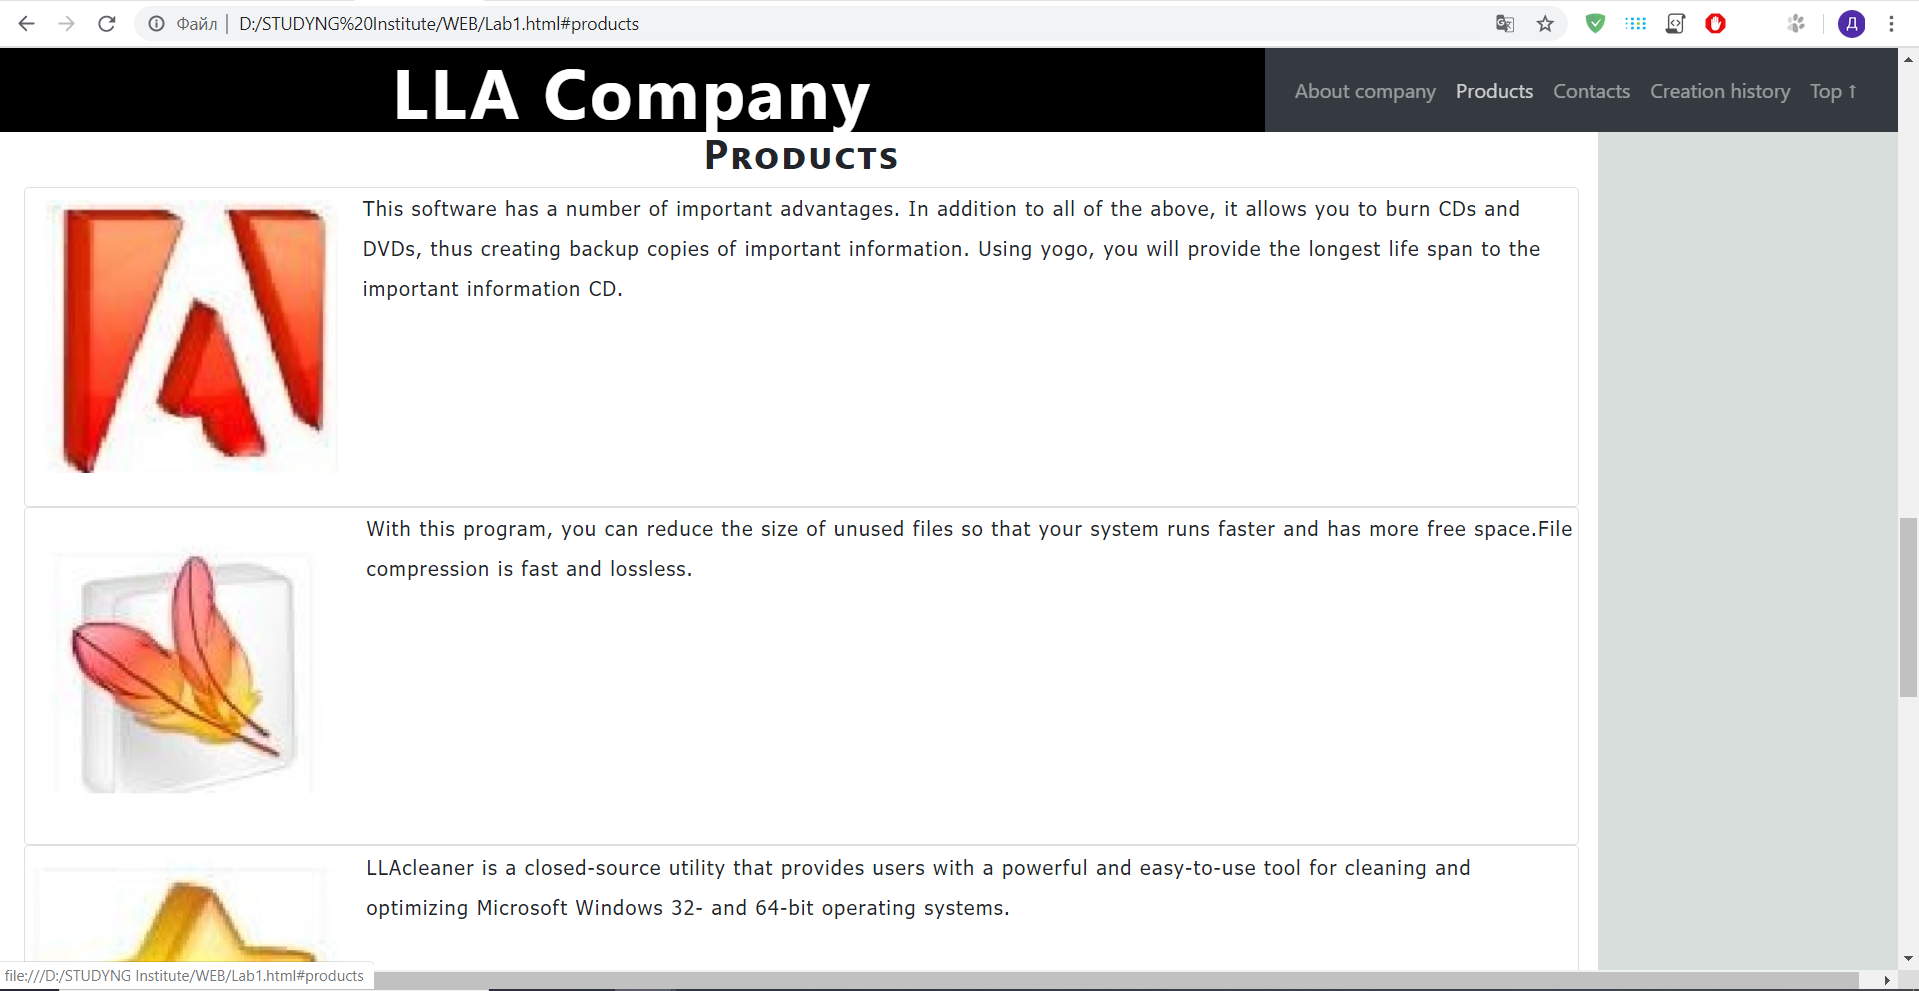 Файл
D:/STUDYNG%20Institute/WEB/Lab1.html#products
Д
LLA Company
About company
Products
Contacts
Creation history
Top ↑
Products
This software has a number of important advantages. In addition to all of the above, it allows you to burn CDs and
DVDs, thus creating backup copies of important information. Using yogo, you will provide the longest life span to the
important information CD.
With this program, you can reduce the size of unused files so that your system runs faster and has more free space.File
compression is fast and lossless.
LLAcleaner is a closed-source utility that provides users with a powerful and easy-to-use tool for cleaning and
optimizing Microsoft Windows 32- and 64-bit operating systems.
file:///D:/STUDYNG Institute/WEB/Lab1.html#products